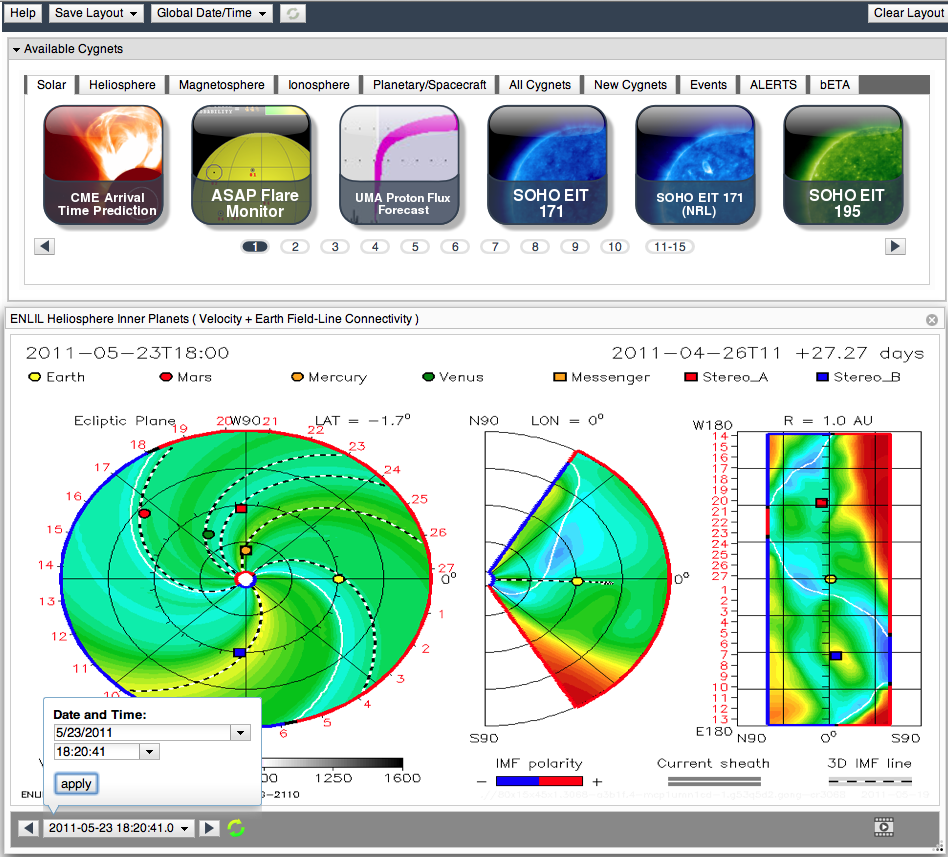 Help Save Layout Global Date/Time Clear Layout
Available Cygnets
Solar Heliosphere Magnetosphere Ionosphere Planetary/Spacecraft All Cygnets New Cygnets Events ALERTS bETA
CME Arrival
Time Prediction
ASAP Flare
Monitor
UMA Proton Flux
Forecast
SOHO EIT
171
SOHO EIT 171
(NRL)
SOHO EIT
195
1 2 3 4 5 6 7 8 9 10 11-15
ENLIL Heliosphere Inner Planets ( Velocity + Earth Field-Line Connectivity )
2011-05-23T18:00 2011-04-26T11 +27.27 days
Earth Mars Mercury Venus Messenger Stereo_A Stereo_B
Ecliptic Plane W90 LAT = -1.7°
18 19 20 21 22 23 24 25 26 27 0° 1 2 3 4 5 6
17 16 15 14 13 12 11 10
N90 LON = 0°
0°
S90
W180 R = 1.0 AU
14
15
16
17
18
19
20
21
22
23
24
25
26
27
1
2
3
4
5
6
7
8
9
10
11
12
13
E180
N90 0° S90
Date and Time:
5/23/2011
18:20:41
apply
1250 1600
-2110
IMF polarity
- +
Current sheath
3D IMF line
2011-05-23 18:20:41.0